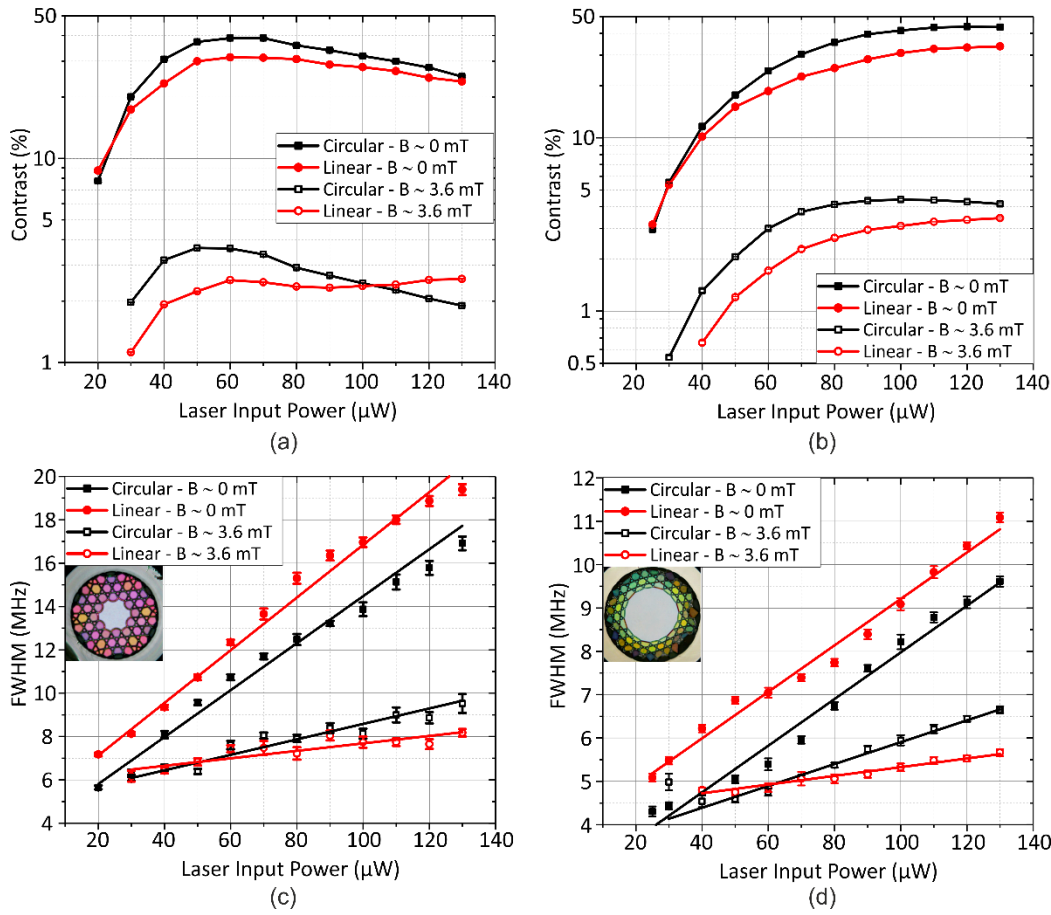 50
10
5
1
Contrast (%)
Circular - B ~ 0 mT
Linear - B ~ 0 mT
Circular - B ~ 3.6 mT
Linear - B ~ 3.6 mT
20 40 60 80 100 120 140
Laser Input Power (µW)
(a)
50
10
5
1
0.5
Contrast (%)
Circular - B ~ 0 mT
Linear - B ~ 0 mT
Circular - B ~ 3.6 mT
Linear - B ~ 3.6 mT
20 40 60 80 100 120 140
Laser Input Power (µW)
(b)
20
18
16
14
12
10
8
6
4
FWHM (MHz)
Circular - B ~ 0 mT
Linear - B ~ 0 mT
Circular - B ~ 3.6 mT
Linear - B ~ 3.6 mT
20 40 60 80 100 120 140
Laser Input Power (µW)
(c)
12
11
10
9
8
7
6
5
4
FWHM (MHz)
Circular - B ~ 0 mT
Linear - B ~ 0 mT
Circular - B ~ 3.6 mT
Linear - B ~ 3.6 mT
20 40 60 80 100 120 140
Laser Input Power (µW)
(d)